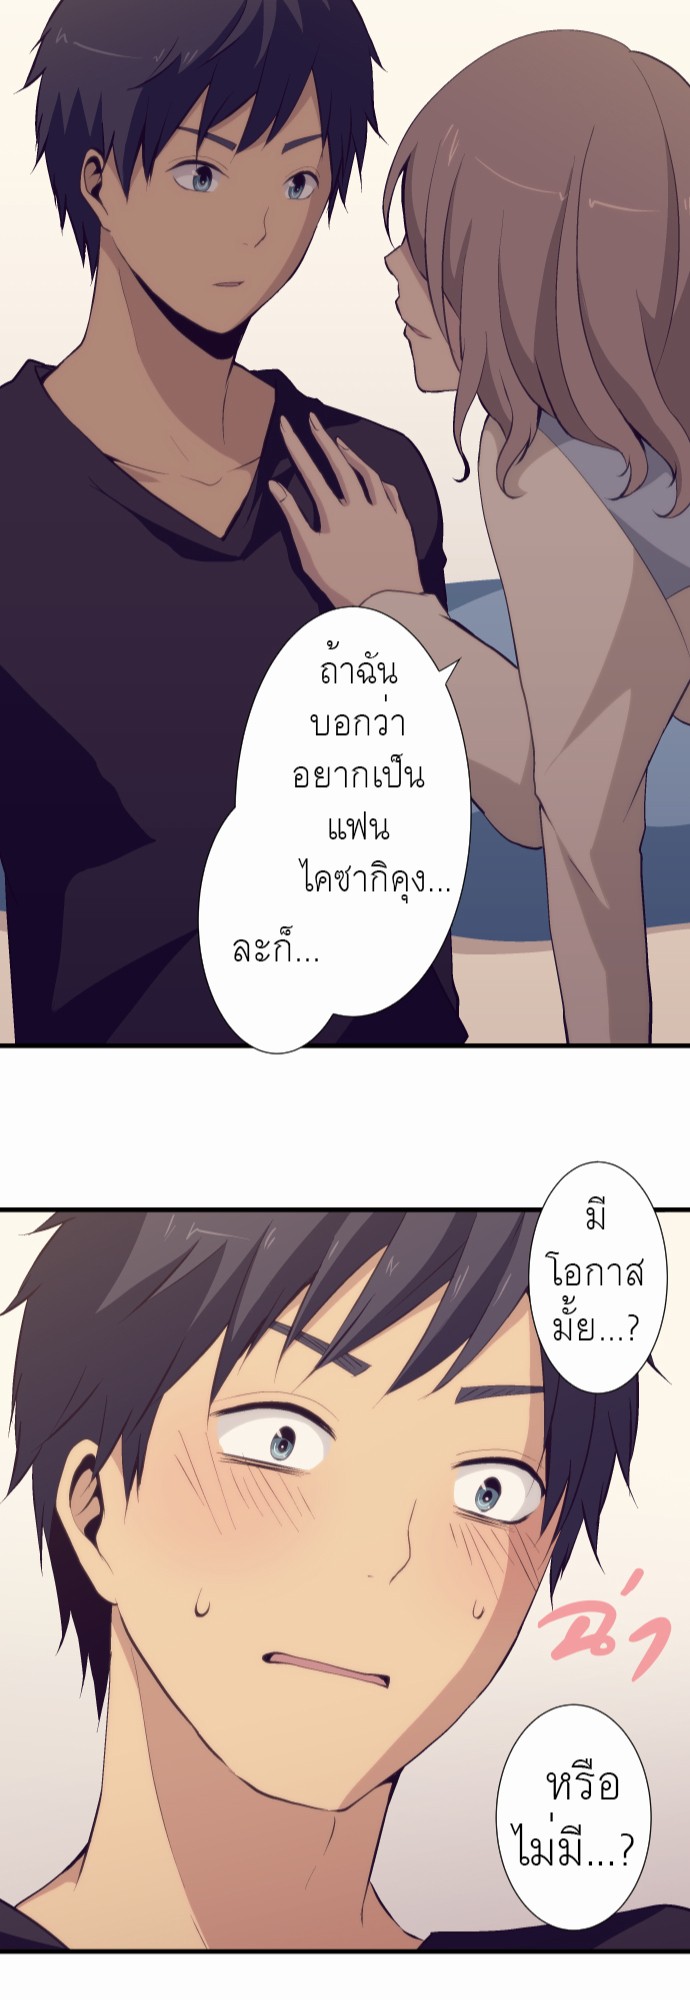 ถ้าฉัน
บอกว่า
อยากเป็น
แฟน
ไคซากิคุง...
ละก็...
มี
โอกาส
มั้ย...?
ฉ่า
หรือ
ไม่มี...?